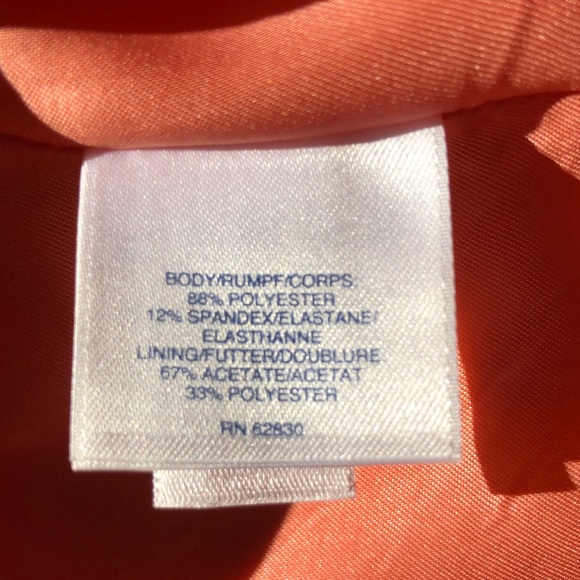 BODY/RUMPF/CORPS:
88% POLYESTER
12% SPANDEX/ELASTANE/
ELASTHANNE
LINING/FUTTER/DOUBLURE:
67% ACETATE/ACETAT
33% POLYESTER
RN 62830